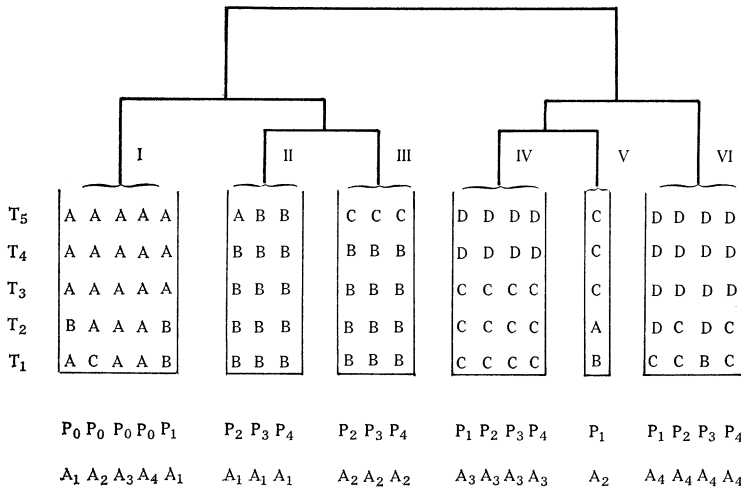 I II III IV V VI
T₅ A A A A A A B B C C C D D D D C D D D D
T₄ A A A A A B B B B B B D D D D C D D D D
T₃ A A A A A B B B B B B C C C C C D D D D
T₂ B A A A B B B B B B B C C C C A D C D C
T₁ A C A A B B B B B B B C C C C B C C B C
P₀ P₀ P₀ P₀ P₁ P₂ P₃ P₄ P₂ P₃ P₄ P₁ P₂ P₃ P₄ P₁ P₁ P₂ P₃ P₄
A₁ A₂ A₃ A₄ A₁ A₁ A₁ A₁ A₂ A₂ A₂ A₃ A₃ A₃ A₃ A₂ A₄ A₄ A₄ A₄